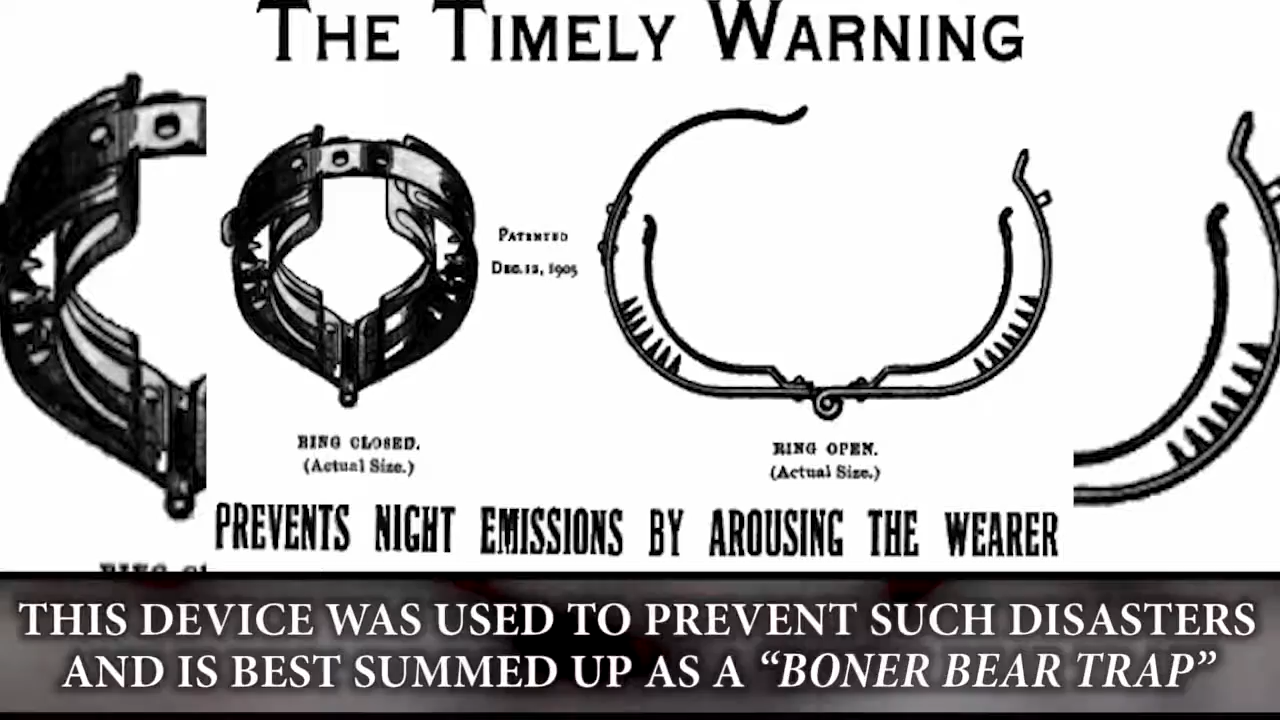 THE TIMELY WARNING
PATENTED
DEC. 12, 1905
RING CLOSED.
(Actual Size.)
RING OPEN.
(Actual Size.)
PREVENTS NIGHT EMISSIONS BY AROUSING THE WEARER
THIS DEVICE WAS USED TO PREVENT SUCH DISASTERS
AND IS BEST SUMMED UP AS A “BONER BEAR TRAP”